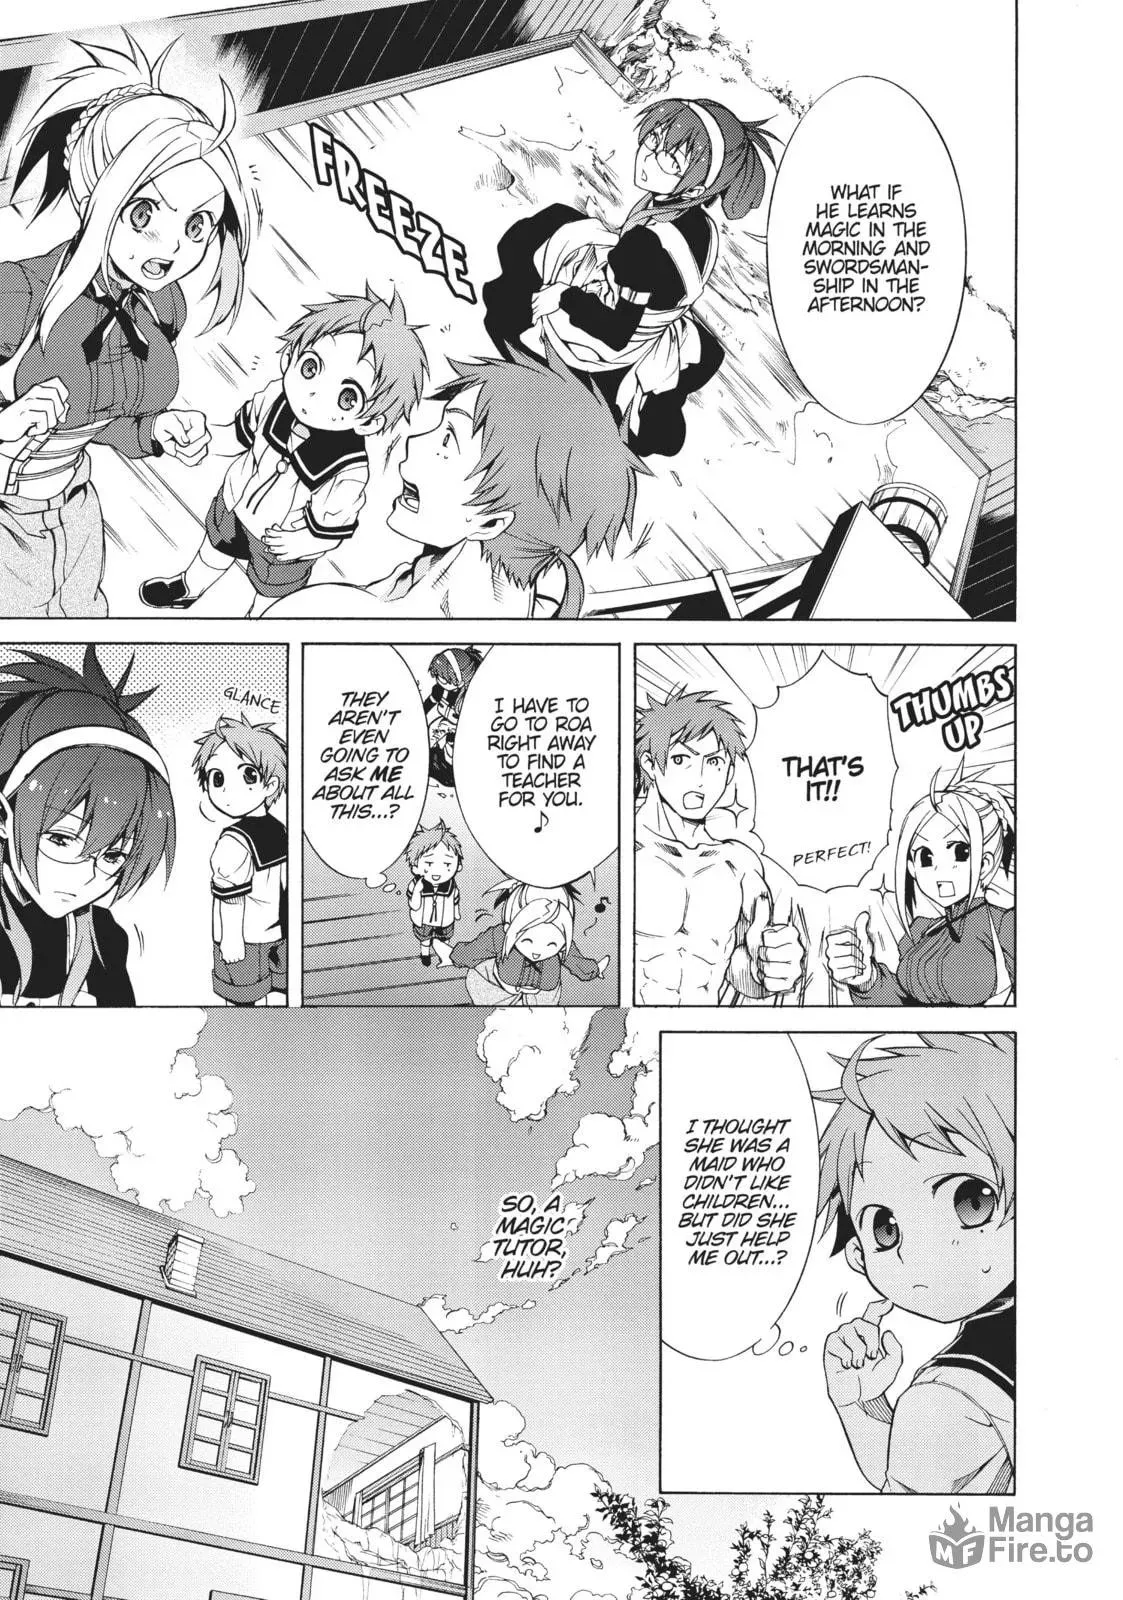 WHAT IF
HE LEARNS
MAGIC IN THE
MORNING AND
SWORDSMAN-
SHIP IN THE
AFTERNOON?
FREEZE
THUMBS
UP
THAT'S
IT!!
PERFECT!
I HAVE TO
GO TO ROA
RIGHT AWAY
TO FIND A
TEACHER
FOR YOU.
♪
THEY
AREN'T
EVEN
GOING TO
ASK ME
ABOUT ALL
THIS...?
GLANCE
I THOUGHT
SHE WAS A
MAID WHO
DIDN'T LIKE
CHILDREN...
BUT DID SHE
JUST HELP
ME OUT...?
SO, A
MAGIC
TUTOR,
HUH?
Manga
Fire.to
MF